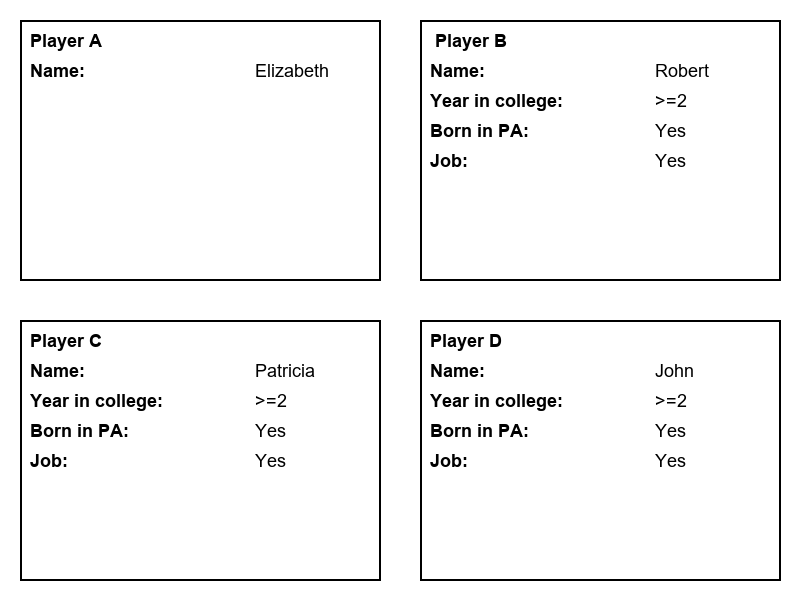 Player A
Name: Elizabeth
Player B
Name: Robert
Year in college: >=2
Born in PA: Yes
Job: Yes
Player C
Name: Patricia
Year in college: >=2
Born in PA: Yes
Job: Yes
Player D
Name: John
Year in college: >=2
Born in PA: Yes
Job: Yes